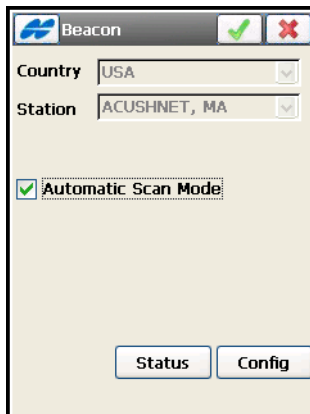 Beacon
Country USA
Station ACUSHNET, MA
Automatic Scan Mode
Status Config